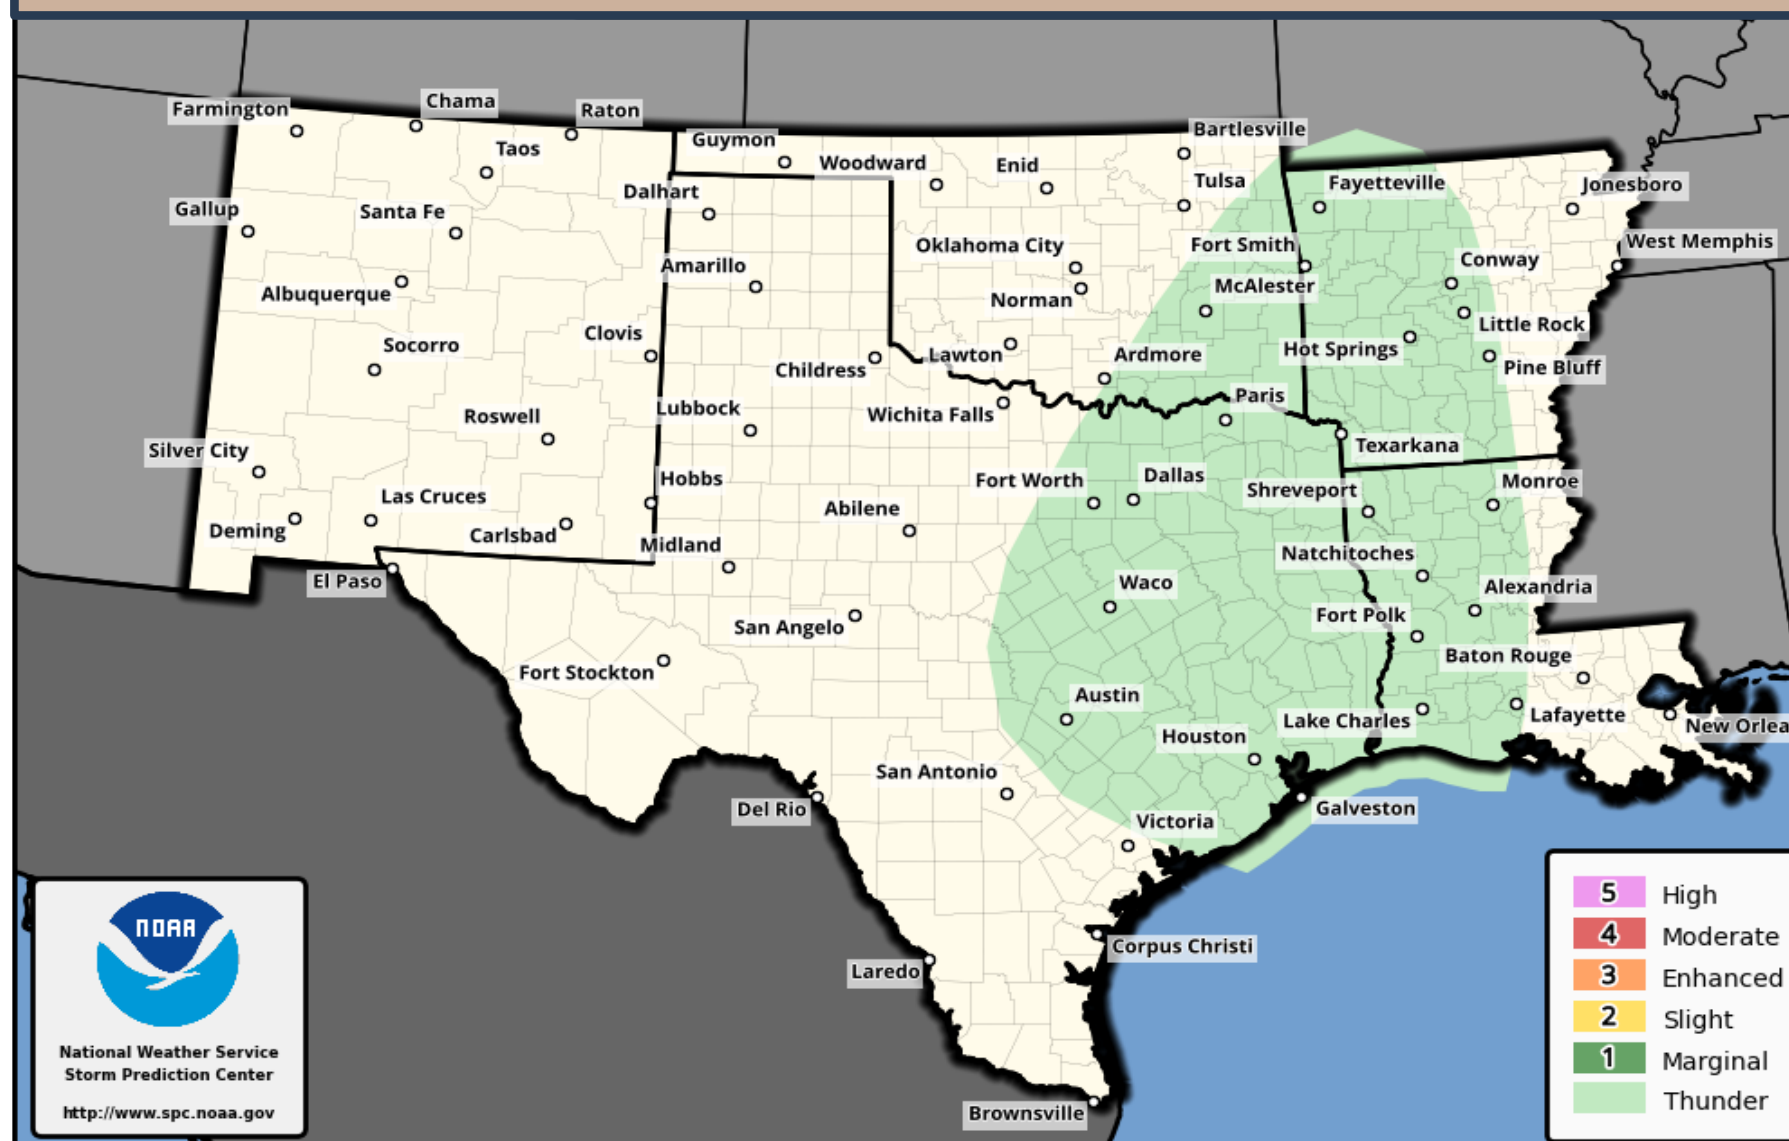 Farmington
Chama
Raton
Taos
Guymon
Woodward
Enid
Bartlesville
Tulsa
Fayetteville
Jonesboro
Gallup
Santa Fe
Dalhart
Oklahoma City
Fort Smith
West Memphis
Conway
Albuquerque
Amarillo
Norman
McAlester
Little Rock
Socorro
Clovis
Childress
Lawton
Ardmore
Hot Springs
Pine Bluff
Roswell
Lubbock
Wichita Falls
Paris
Texarkana
Silver City
Las Cruces
Hobbs
Fort Worth
Dallas
Shreveport
Monroe
Deming
Carlsbad
Midland
Abilene
Natchitoches
El Paso
Waco
Alexandria
San Angelo
Fort Polk
Fort Stockton
Baton Rouge
Austin
Lake Charles
Lafayette
Houston
New Orlea
San Antonio
Del Rio
Victoria
Galveston
Corpus Christi
Laredo
Brownsville
NOAA
National Weather Service
Storm Prediction Center
http://www.spc.noaa.gov
5 High
4 Moderate
3 Enhanced
2 Slight
1 Marginal
Thunder